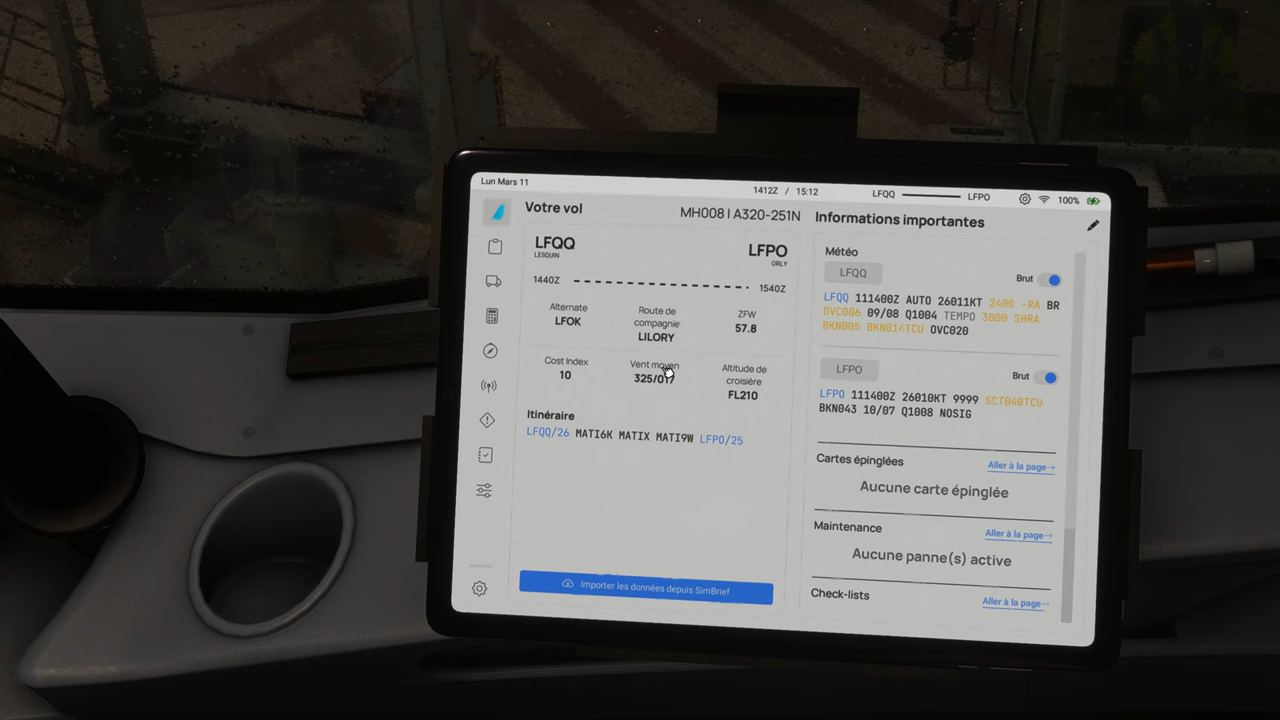 Lun Mars 11
1412Z / 15:12
LFQQ
LFPO
100%
Votre vol
MH008 | A320-251N
LFQQ
LESQUIN
LFPO
ORLY
1440Z
1540Z
Alternate
LFOK
Route de
compagnie
LILORY
ZFW
57.8
Cost Index
10
Vent moyen
325/017
Altitude de
croisière
FL210
Itinéraire
LFQQ/26 MATI6K MATIX MATI9W LFPO/25
Importer les données depuis SimBrief
Informations importantes
Météo
LFQQ
Brut
LFQQ 111400Z AUTO 26011KT 2400 -RA BR
OVC006 09/08 Q1004 TEMPO 3000 SHRA
BKN005 BKN014TCU OVC020
LFPO
Brut
LFPO 111400Z 26010KT 9999 SCT040TCU
BKN043 10/07 Q1008 NOSIG
Cartes épinglées
Aller à la page→
Aucune carte épinglée
Maintenance
Aller à la page→
Aucune panne(s) active
Check-lists
Aller à la page→